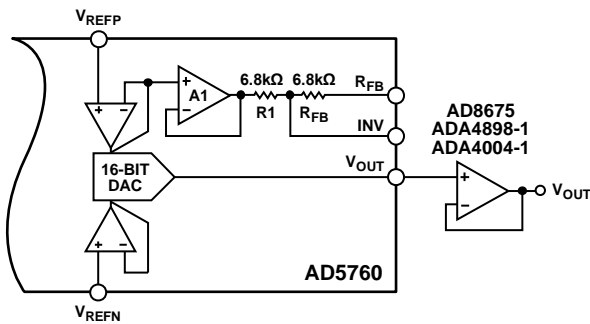 VREFP
6.8kΩ 6.8kΩ
A1
R1
RFB
RFB
INV
AD8675
ADA4898-1
ADA4004-1
16-BIT
DAC
VOUT
VOUT
AD5760
VREFN
+
-
+
-
+
-
+
-